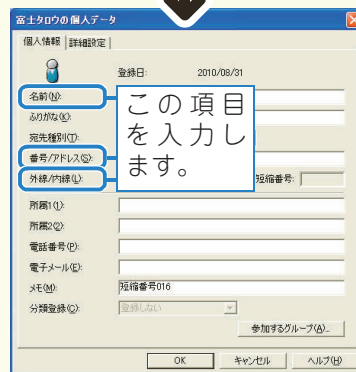 富士タロウの個人データ
個人情報 詳細設定
登録日: 2010/08/31
名前(N):
ふりがな(K):
宛先種別(T):
番号/アドレス(S):
外線/内線(L):
この項目
を入力し
ます。
短縮番号:
所属1(1):
所属2(2):
電話番号(P):
電子メール(E):
メモ(M): 短縮番号016
分類登録(C): 登録しない
参加するグループ(A)...
OK キャンセル ヘルプ(H)